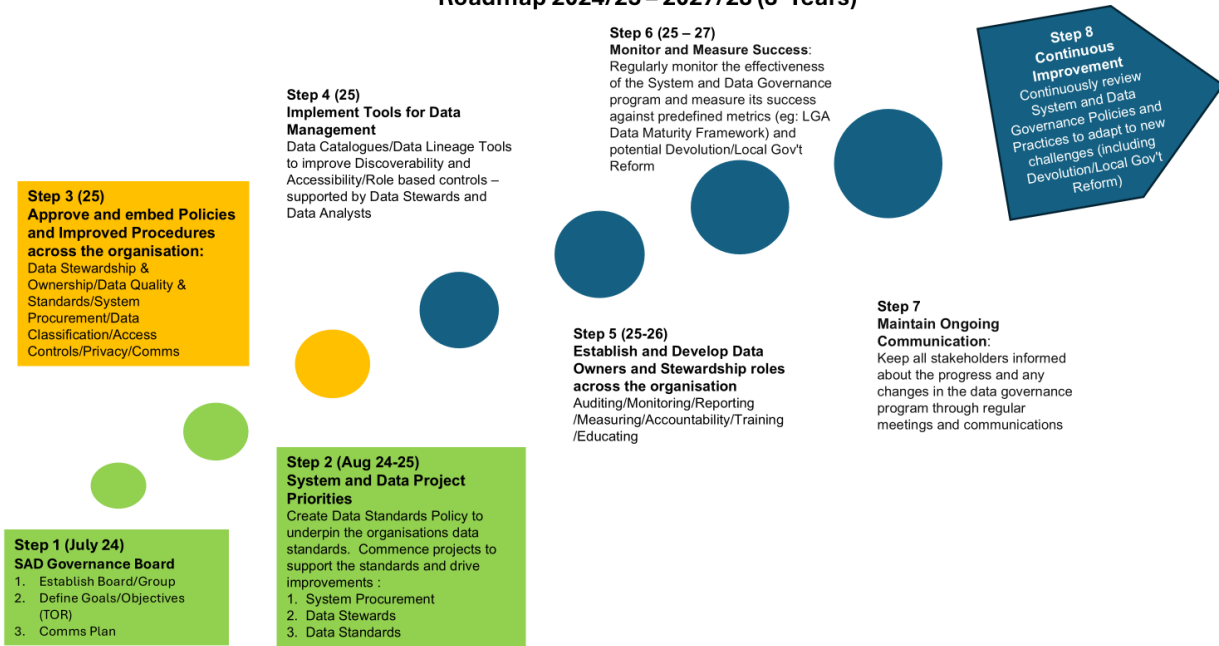 Roadmap 2024/25 – 2027/28 (3 Years)
Step 1 (July 24)
SAD Governance Board
1. Establish Board/Group
2. Define Goals/Objectives
(TOR)
3. Comms Plan
Step 2 (Aug 24-25)
System and Data Project
Priorities
Create Data Standards Policy to
underpin the organisations data
standards.  Commence projects to
support the standards and drive
improvements :
1. System Procurement
2. Data Stewards
3. Data Standards
Step 3 (25)
Approve and embed Policies
and Improved Procedures
across the organisation:
Data Stewardship &
Ownership/Data Quality &
Standards/System
Procurement/Data
Classification/Access
Controls/Privacy/Comms
Step 4 (25)
Implement Tools for Data
Management
Data Catalogues/Data Lineage Tools
to improve Discoverability and
Accessibility/Role based controls –
supported by Data Stewards and
Data Analysts
Step 5 (25-26)
Establish and Develop Data
Owners and Stewardship roles
across the organisation
Auditing/Monitoring/Reporting
/Measuring/Accountability/Training
/Educating
Step 6 (25 – 27)
Monitor and Measure Success:
Regularly monitor the effectiveness
of the System and Data Governance
program and measure its success
against predefined metrics (eg: LGA
Data Maturity Framework) and
potential Devolution/Local Gov't
Reform
Step 7
Maintain Ongoing
Communication:
Keep all stakeholders informed
about the progress and any
changes in the data governance
program through regular
meetings and communications
Step 8
Continuous
Improvement
Continuously review
System and Data
Governance Policies and
Practices to adapt to new
challenges (including
Devolution/Local Gov't
Reform)